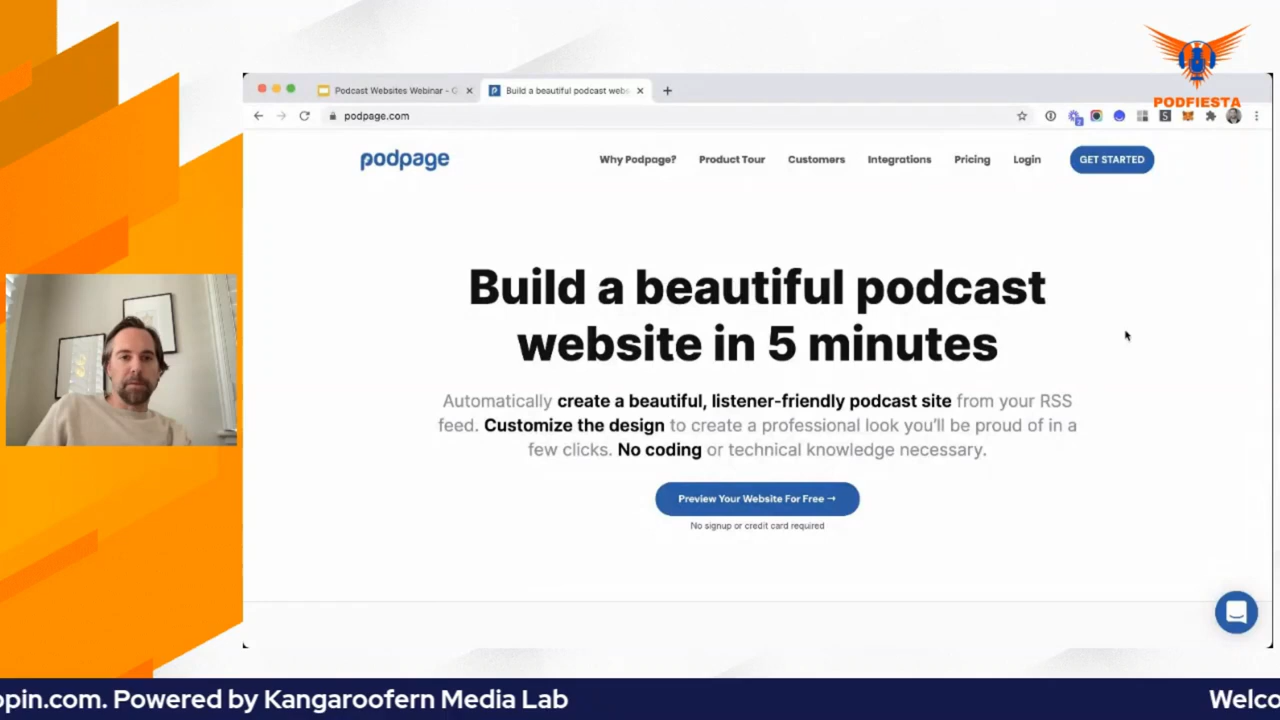 PODFIESTA
Podcast Websites Webinar - G
Build a beautiful podcast web
podpage.com
podpage
Why Podpage?
Product Tour
Customers
Integrations
Pricing
Login
GET STARTED
Build a beautiful podcast
website in 5 minutes
Automatically create a beautiful, listener-friendly podcast site from your RSS
feed. Customize the design to create a professional look you'll be proud of in a
few clicks. No coding or technical knowledge necessary.
Preview Your Website For Free →
No signup or credit card required
opin.com. Powered by Kangaroofern Media Lab
Welco